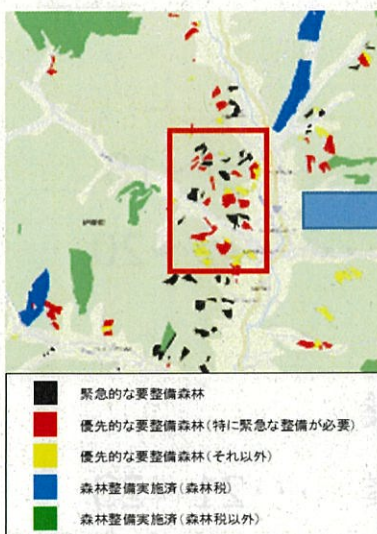 緊急的な要整備森林
優先的な要整備森林(特に緊急な整備が必要)
優先的な要整備森林(それ以外)
森林整備実施済(森林税)
森林整備実施済(森林税以外)